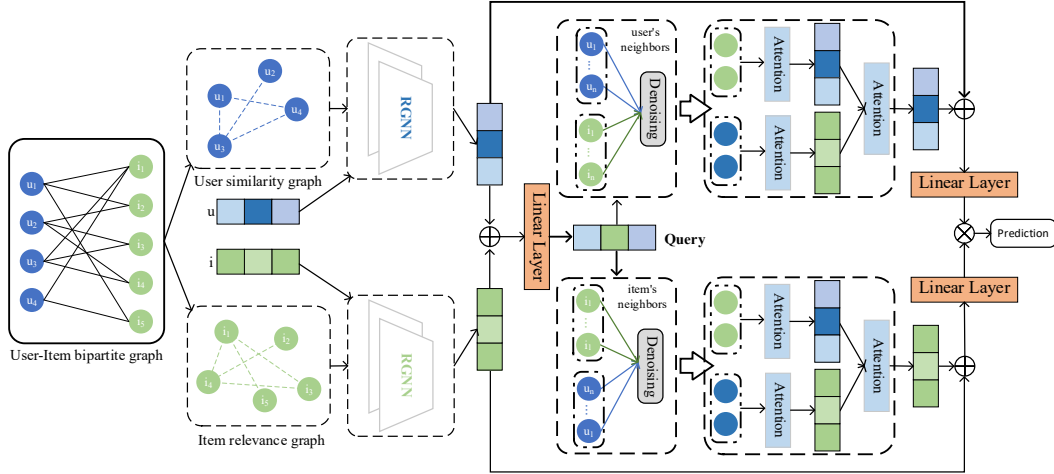 u1
u2
u3
u4
i1
i2
i3
i4
i5
User-Item bipartite graph
u1
u2
u3
u4
User similarity graph
u
i
i1
i2
i3
i4
i5
Item relevance graph
RGNN
RGNN
Linear Layer
user's
neighbors
u1
un
i1
in
Denoising
Query
item's
neighbors
i1
i1
un
u1
Denoising
Attention
Attention
Attention
Attention
Attention
Attention
Linear Layer
Prediction
Linear Layer